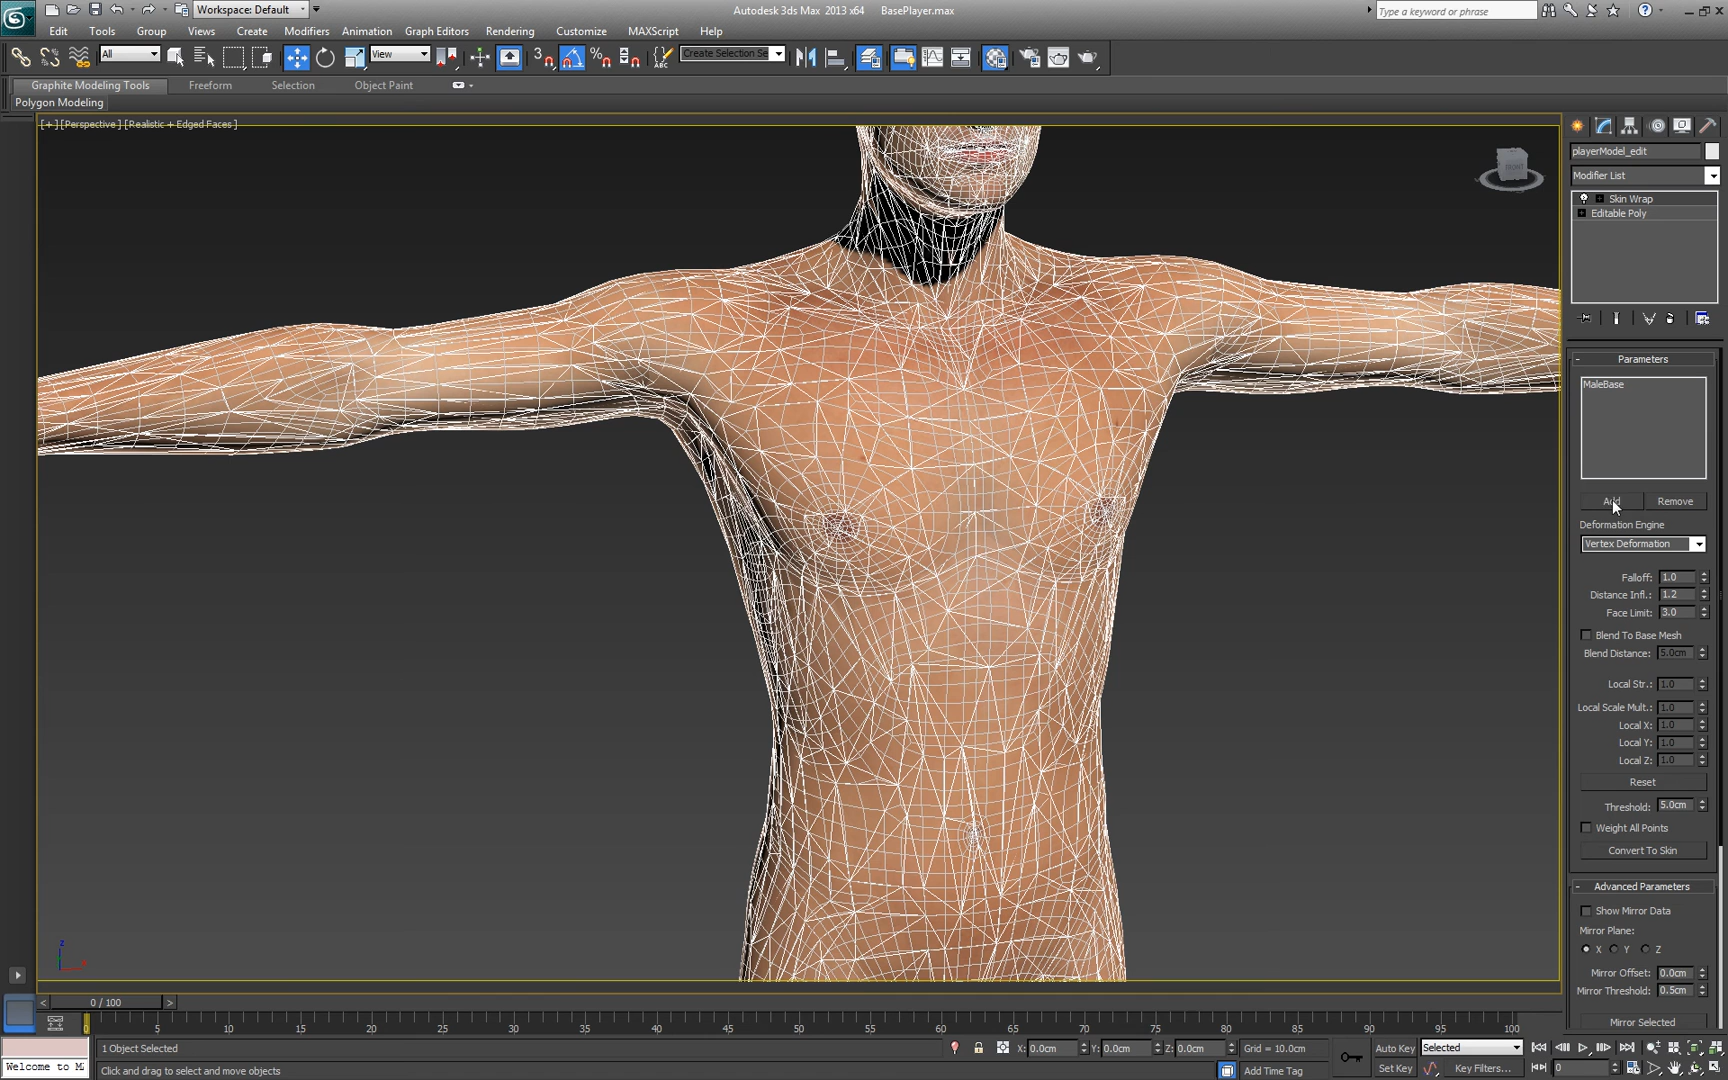 Workspace: Default
Autodesk 3ds Max 2013 x64 BasePlayer.max
Type a keyword or phrase
Edit Tools Group Views Create Modifiers Animation Graph Editors Rendering Customize MAXScript Help
All
View
3
Create Selection Se
ABC
Graphite Modeling Tools Freeform Selection Object Paint
Polygon Modeling
[+][Perspective][Realistic + Edged Faces]
FRONT
playerModel_edit
Modifier List
Skin Wrap
Editable Poly
- Parameters
MaleBase
Add Remove
Deformation Engine
Vertex Deformation
Falloff: 1.0
Distance Infl.: 1.2
Face Limit: 3.0
Blend To Base Mesh
Blend Distance: 5.0cm
Local Str.: 1.0
Local Scale Mult.: 1.0
Local X: 1.0
Local Y: 1.0
Local Z: 1.0
Reset
Threshold: 5.0cm
Weight All Points
Convert To Skin
- Advanced Parameters
Show Mirror Data
Mirror Plane:
X Y Z
Mirror Offset: 0.0cm
Mirror Threshold: 0.5cm
Mirror Selected
z
x
< 0 / 100 >
0 5 10 15 20 25 30 35 40 45 50 55 60 65 70 75 80 85 90 95 100
1 Object Selected
X: 0.0cm Y: 0.0cm Z: 0.0cm Grid = 10.0cm
Auto Key Selected
Welcome to M
Click and drag to select and move objects
Add Time Tag
Set Key Key Filters...
0